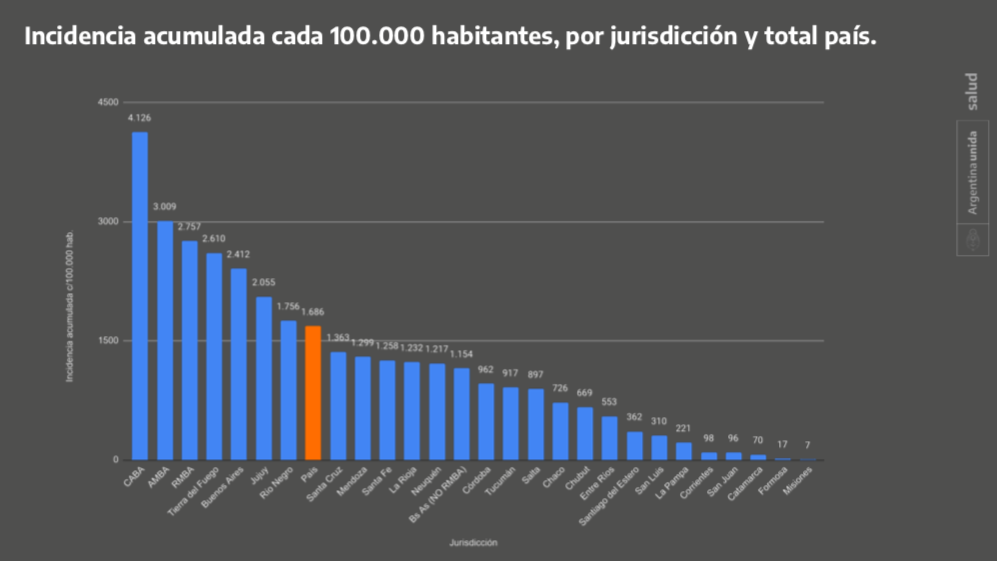 Incidencia acumulada cada 100.000 habitantes, por jurisdicción y total país.
salud
Argentina unida
Incidencia acumulada c/100.000 hab.
4500
3000
1500
0
4.126
3.009
2.757
2.610
2.412
2.055
1.756
1.686
1.363
1.299
1.258
1.232
1.217
1.154
962
917
897
726
669
553
362
310
221
98
96
70
17
7
CABA
AMBA
RMBA
Tierra del Fuego
Buenos Aires
Jujuy
Río Negro
País
Santa Cruz
Mendoza
Santa Fe
La Rioja
Neuquén
Bs As (NO RMBA)
Córdoba
Tucumán
Salta
Chaco
Chubut
Entre Ríos
Santiago del Estero
San Luis
La Pampa
Corrientes
San Juan
Catamarca
Formosa
Misiones
Jurisdicción